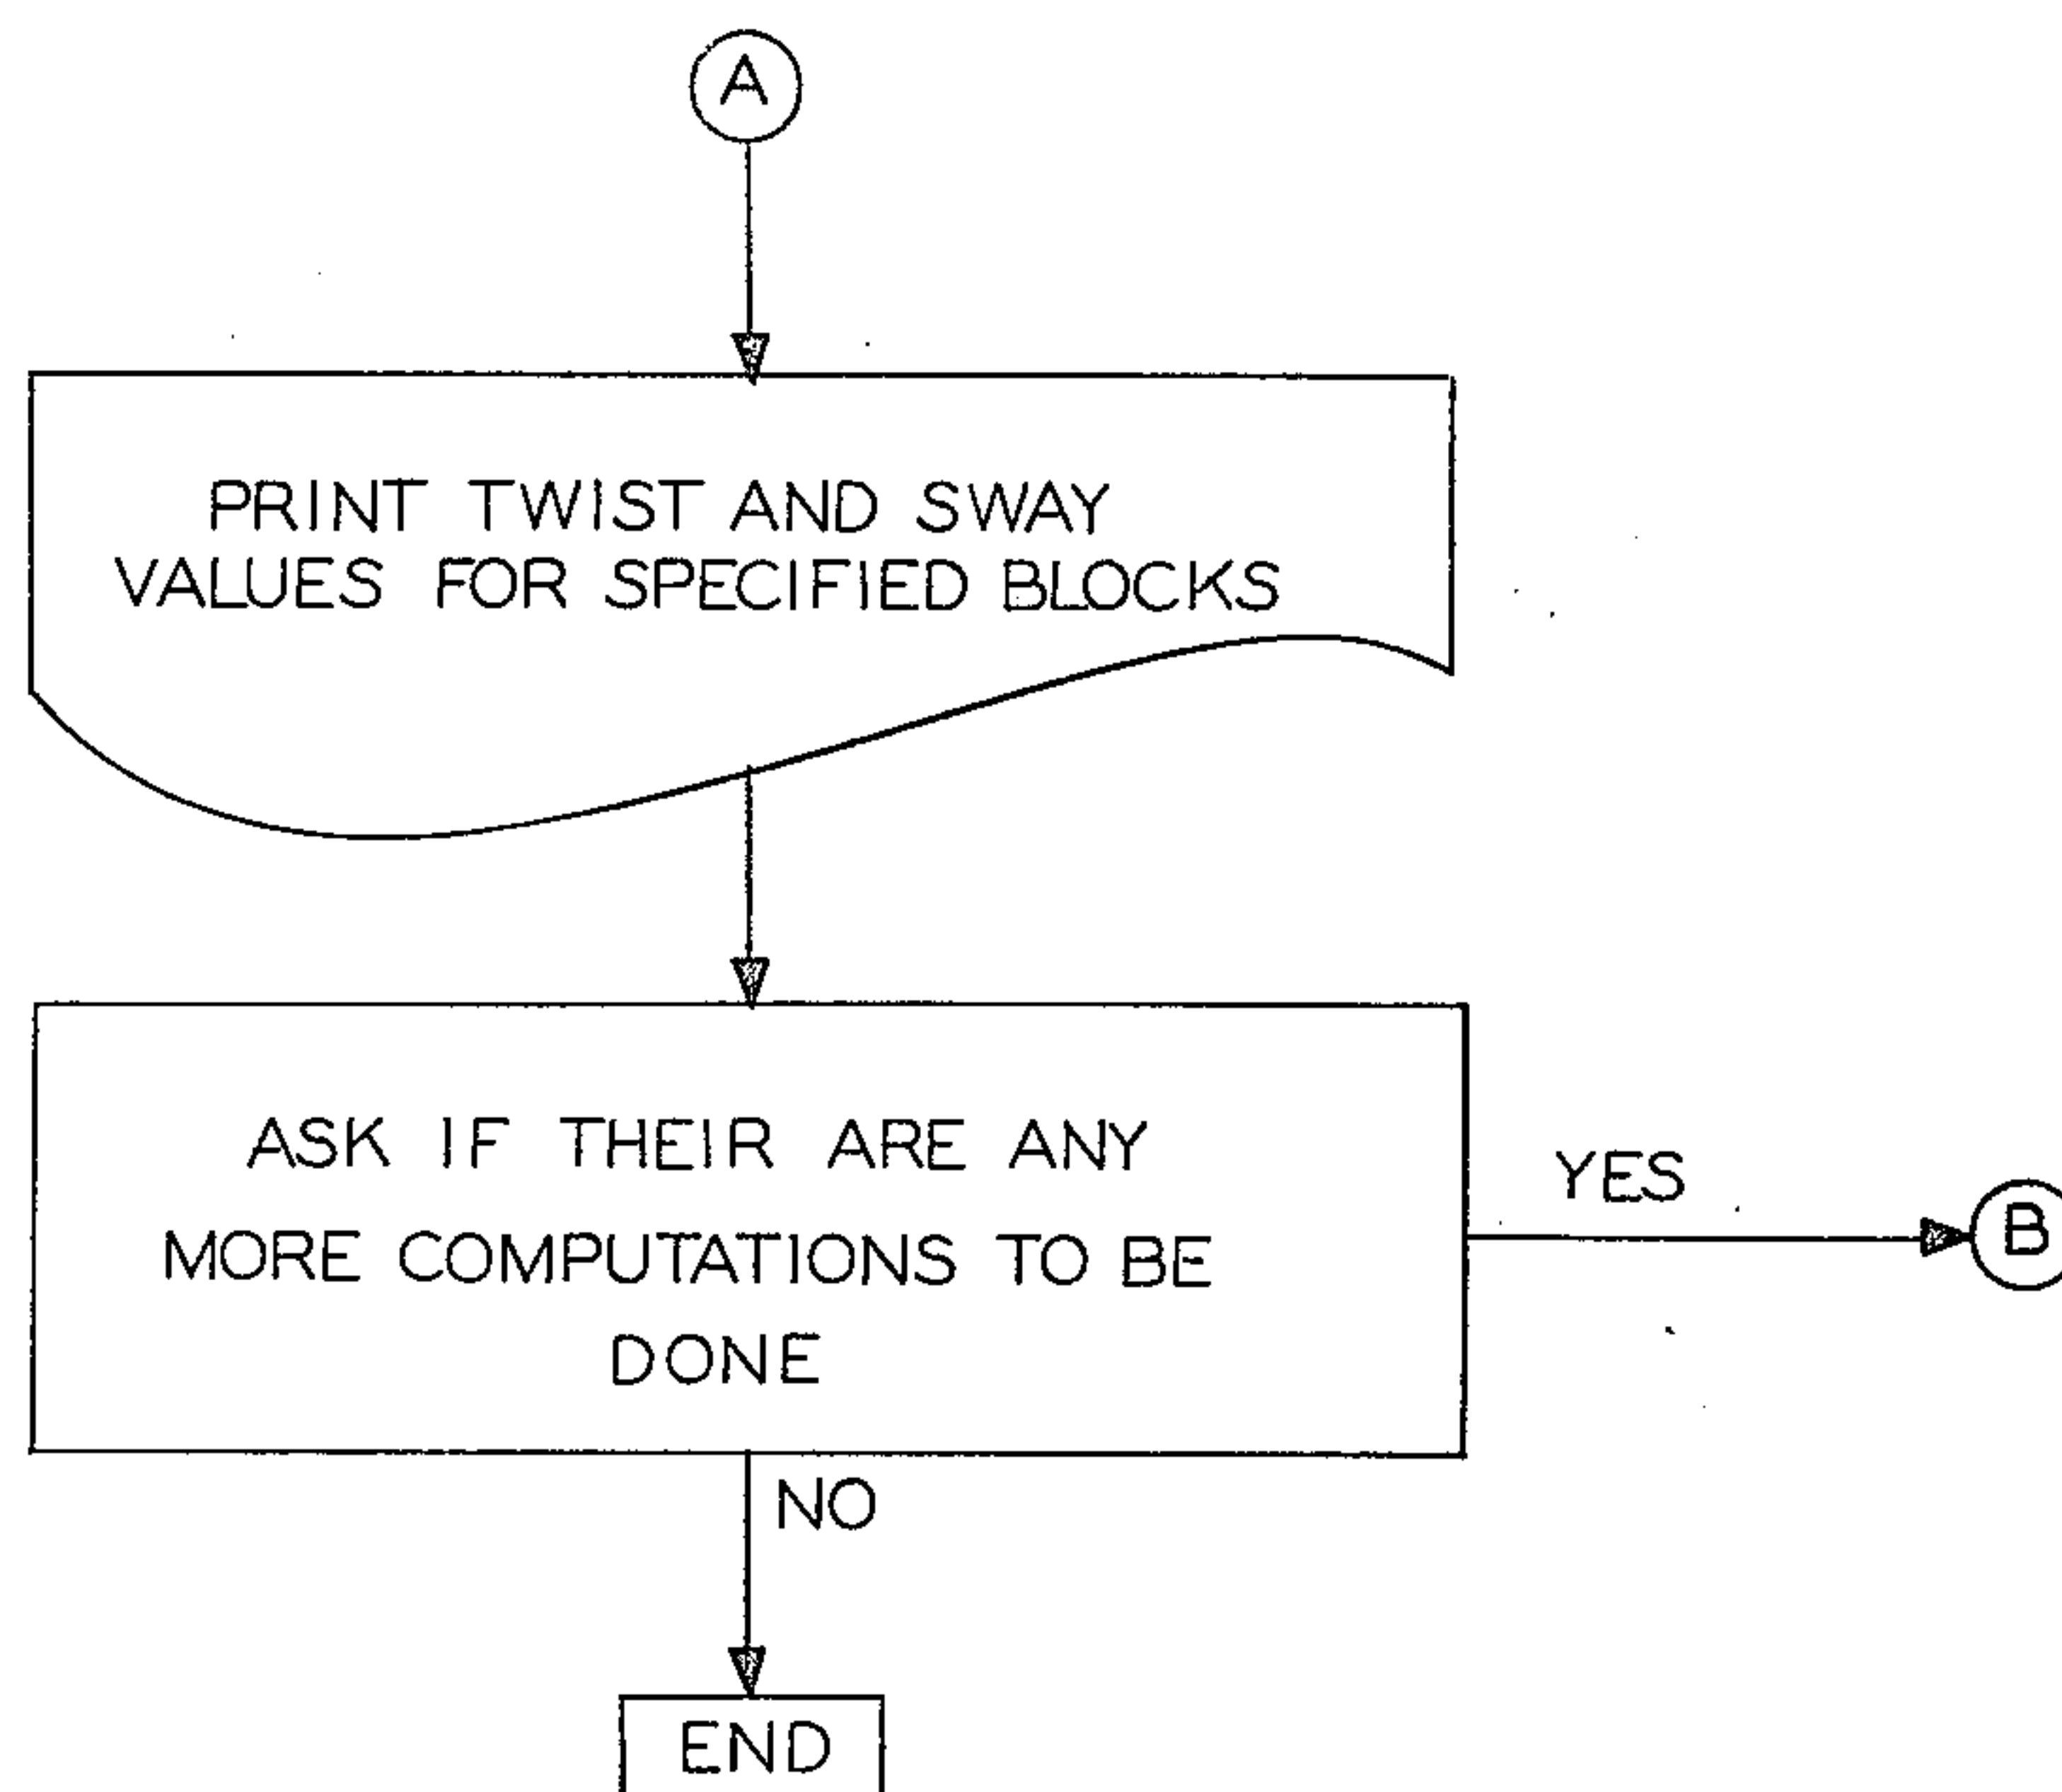 A
PRINT TWIST AND SWAY
VALUES FOR SPECIFIED BLOCKS
ASK IF THEIR ARE ANY
MORE COMPUTATIONS TO BE
DONE
YES
B
NO
END